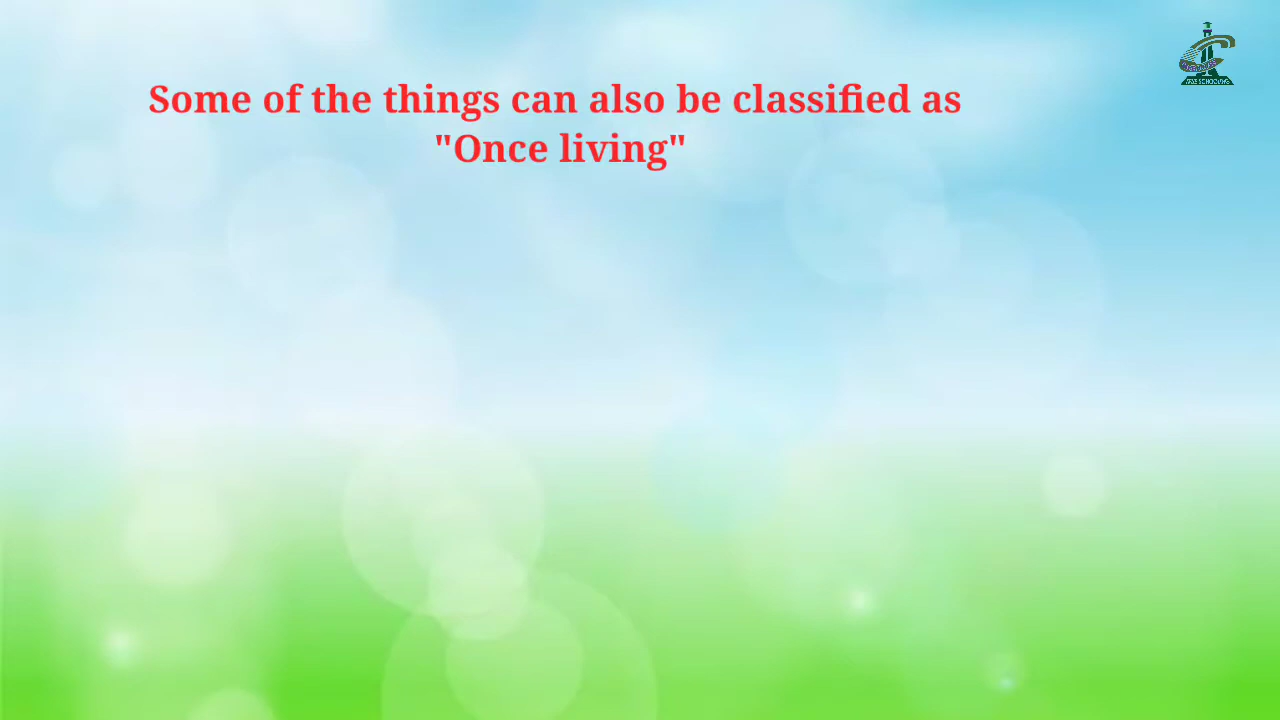 Some of the things can also be classified as
"Once living"